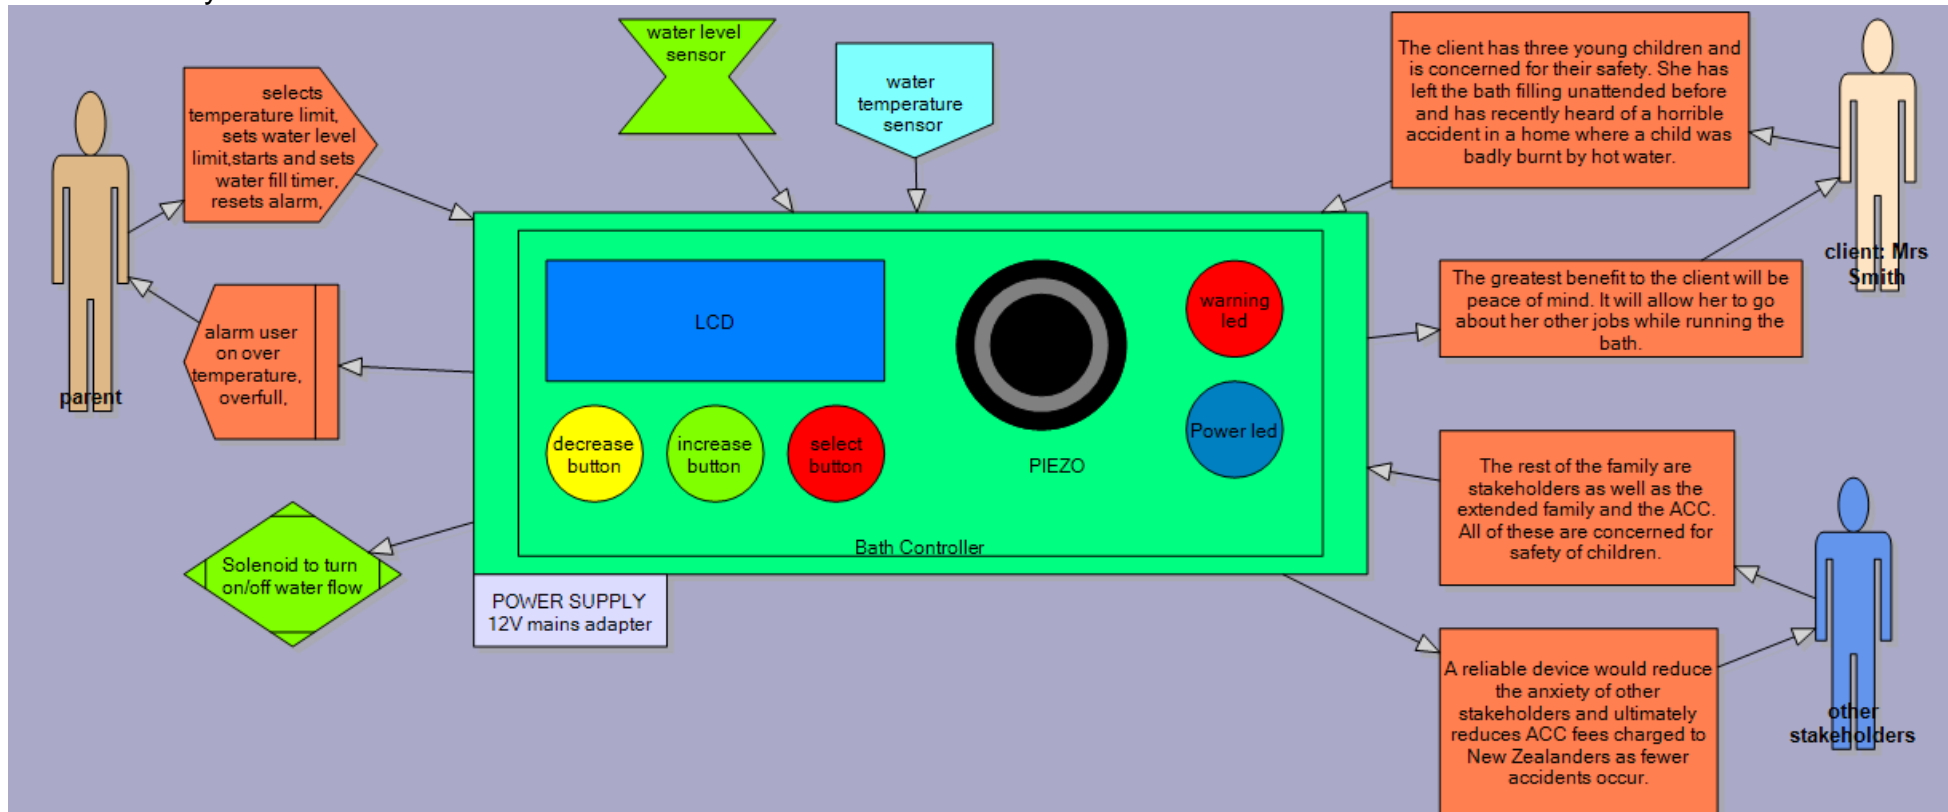 water level
sensor
water
temperature
sensor
selects
temperature limit,
sets water level
limit,starts and sets
water fill timer,
resets alarm,
The client has three young children and
is concerned for their safety. She has
left the bath filling unattended before
and has recently heard of a horrible
accident in a home where a child was
badly burnt by hot water.
client: Mrs
Smith
parent
alarm user
on over
temperature,
overfull,
LCD
warning
led
Power led
decrease
button
increase
button
select
button
PIEZO
Bath Controller
The greatest benefit to the client will be
peace of mind. It will allow her to go
about her other jobs while running the
bath.
Solenoid to turn
on/off water flow
POWER SUPPLY
12V mains adapter
The rest of the family are
stakeholders as well as the
extended family and the ACC.
All of these are concerned for
safety of children.
other
stakeholders
A reliable device would reduce
the anxiety of other
stakeholders and ultimately
reduces ACC fees charged to
New Zealanders as fewer
accidents occur.